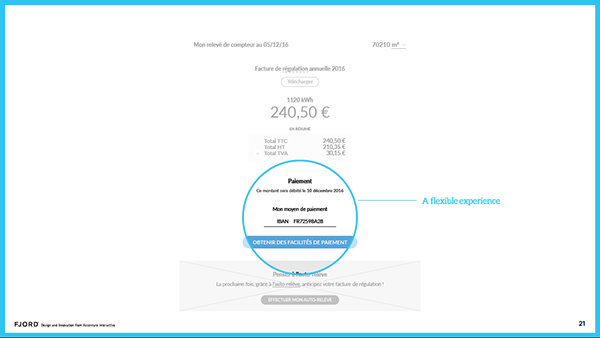 Mon relevé de compteur au 05/12/16
70210 m³
Facture de régulation annuelle 2016
Télécharger
1120 kWh
240,50 €
EN RÉSUMÉ
Total TTC 240,50 €
Total HT 210,35 €
– Total TVA 30,15 €
Paiement
Ce montant sera débité le 18 décembre 2016
Mon moyen de paiement
IBAN FR72598A28
A flexible experience
OBTENIR DES FACILITÉS DE PAIEMENT
à l'auto relève
La prochaine fois, grâce à l'auto relève, anticipez votre facture de régulation !
EFFECTUER MON AUTO-RELÈVE
FJORD Design and Innovation from Accenture Interactive
21